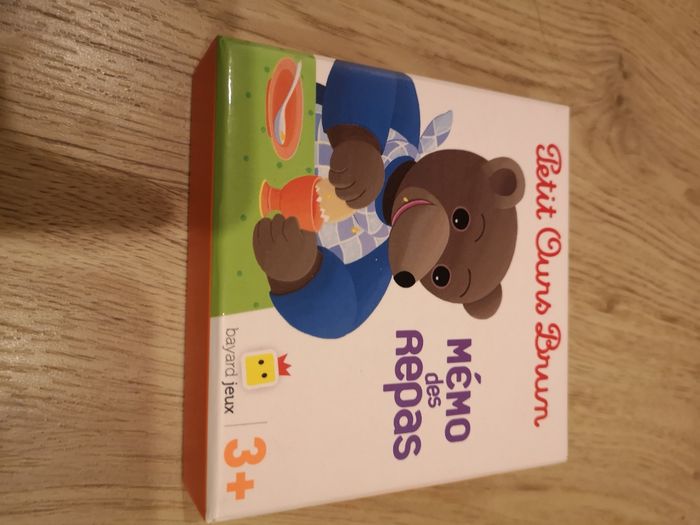 Petit Ours Brun
MÉMO
des
Repas
bayard jeux
3+